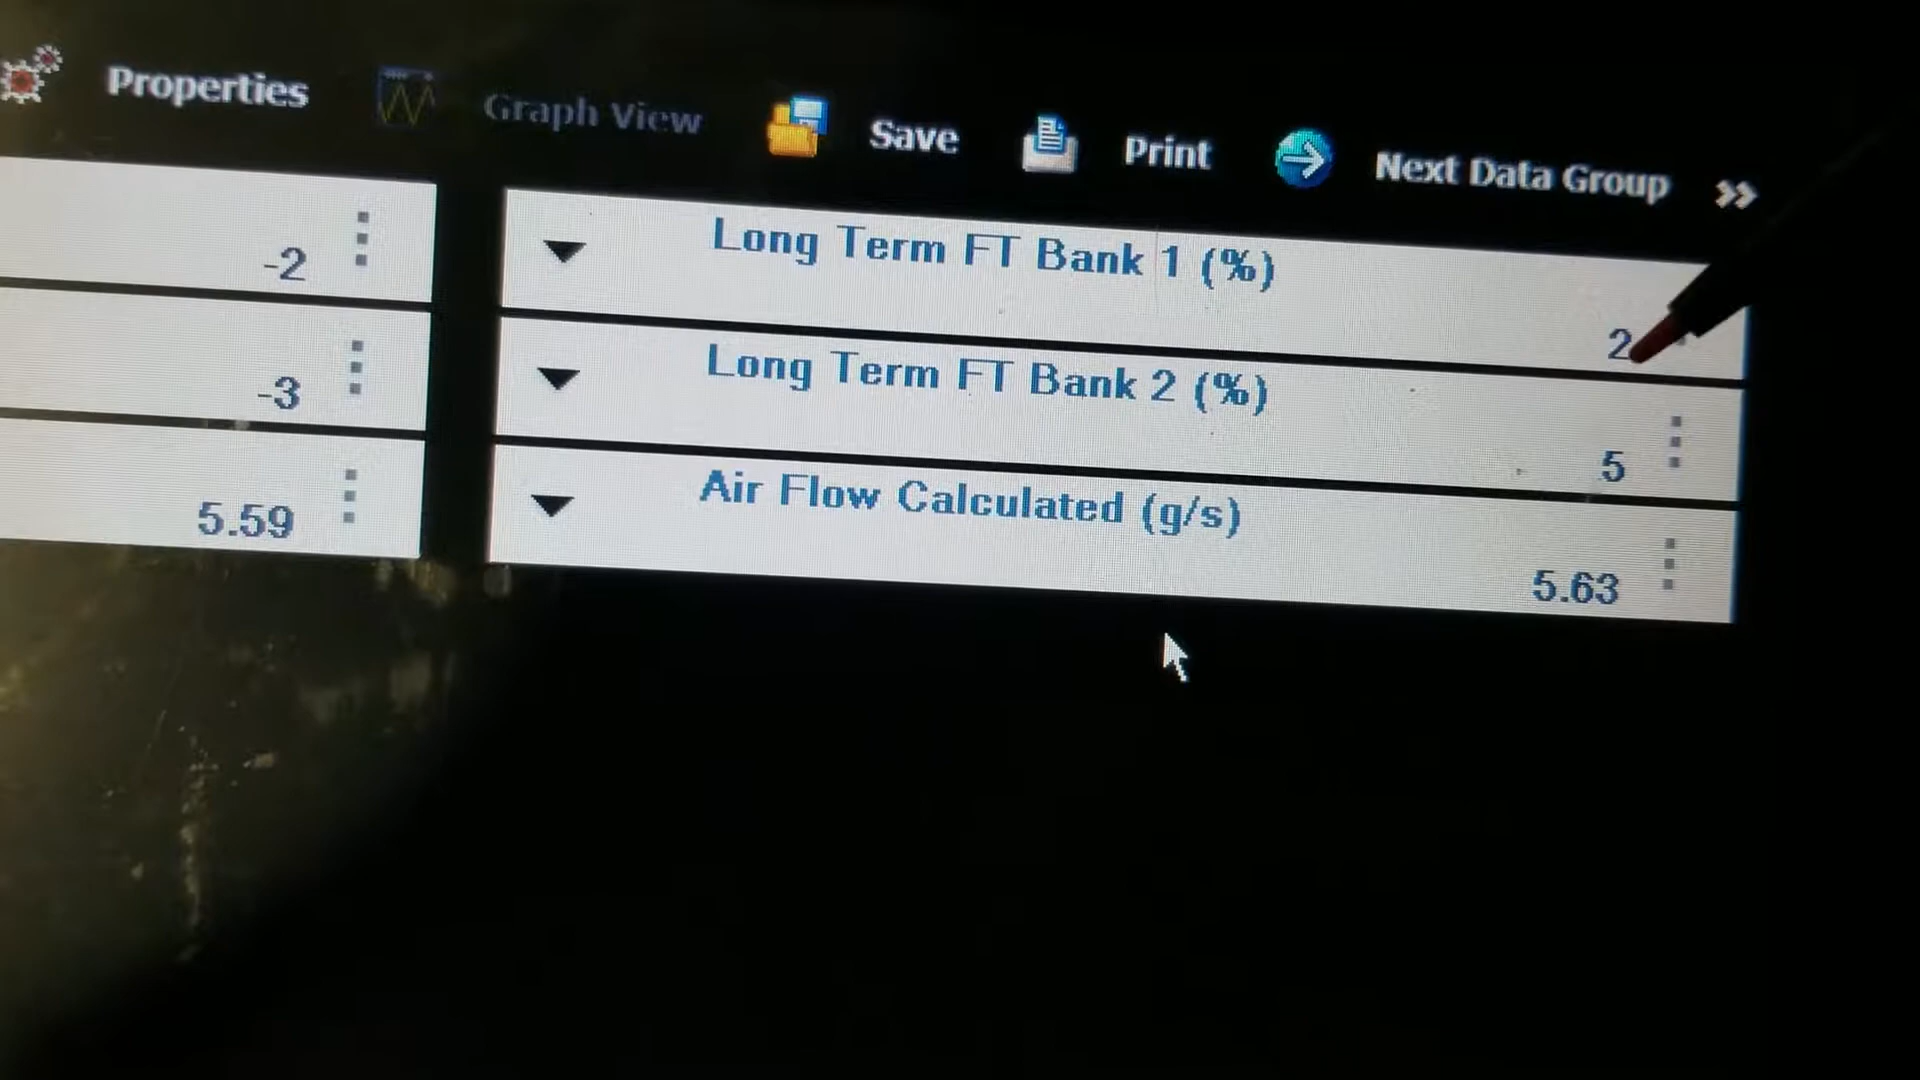 Properties Graph View Save Print Next Data Group »
-2 Long Term FT Bank 1 (%) 2
-3 Long Term FT Bank 2 (%) 5
5.59 Air Flow Calculated (g/s) 5.63